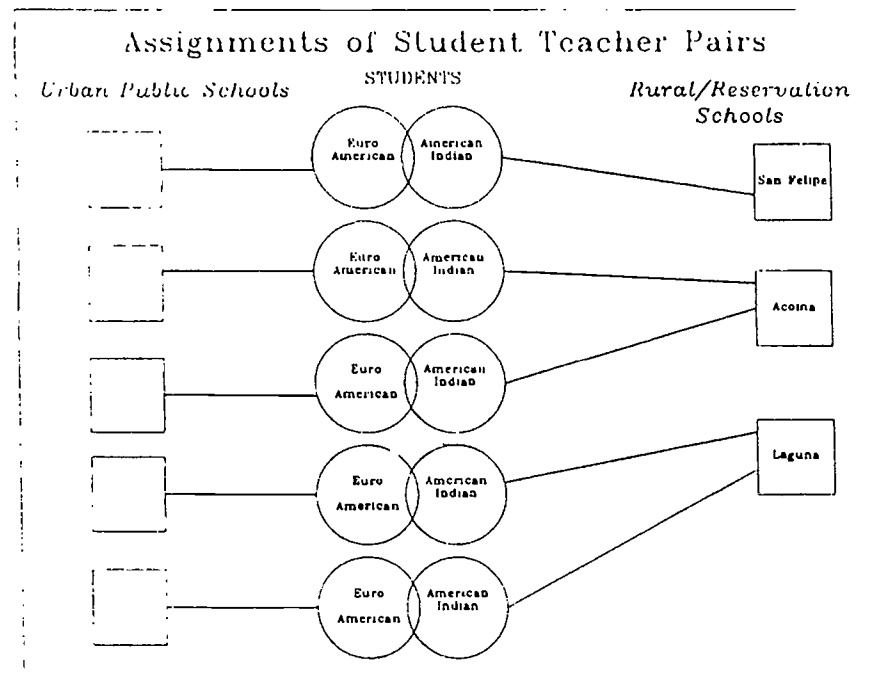 Assignments of Student Teacher Pairs
STUDENTS
Urban Public Schools
Rural/Reservation
Schools
Euro
American
American
Indian
San Felipe
Euro
American
American
Indian
Acoma
Euro
American
American
Indian
Euro
American
American
Indian
Laguna
Euro
American
American
Indian